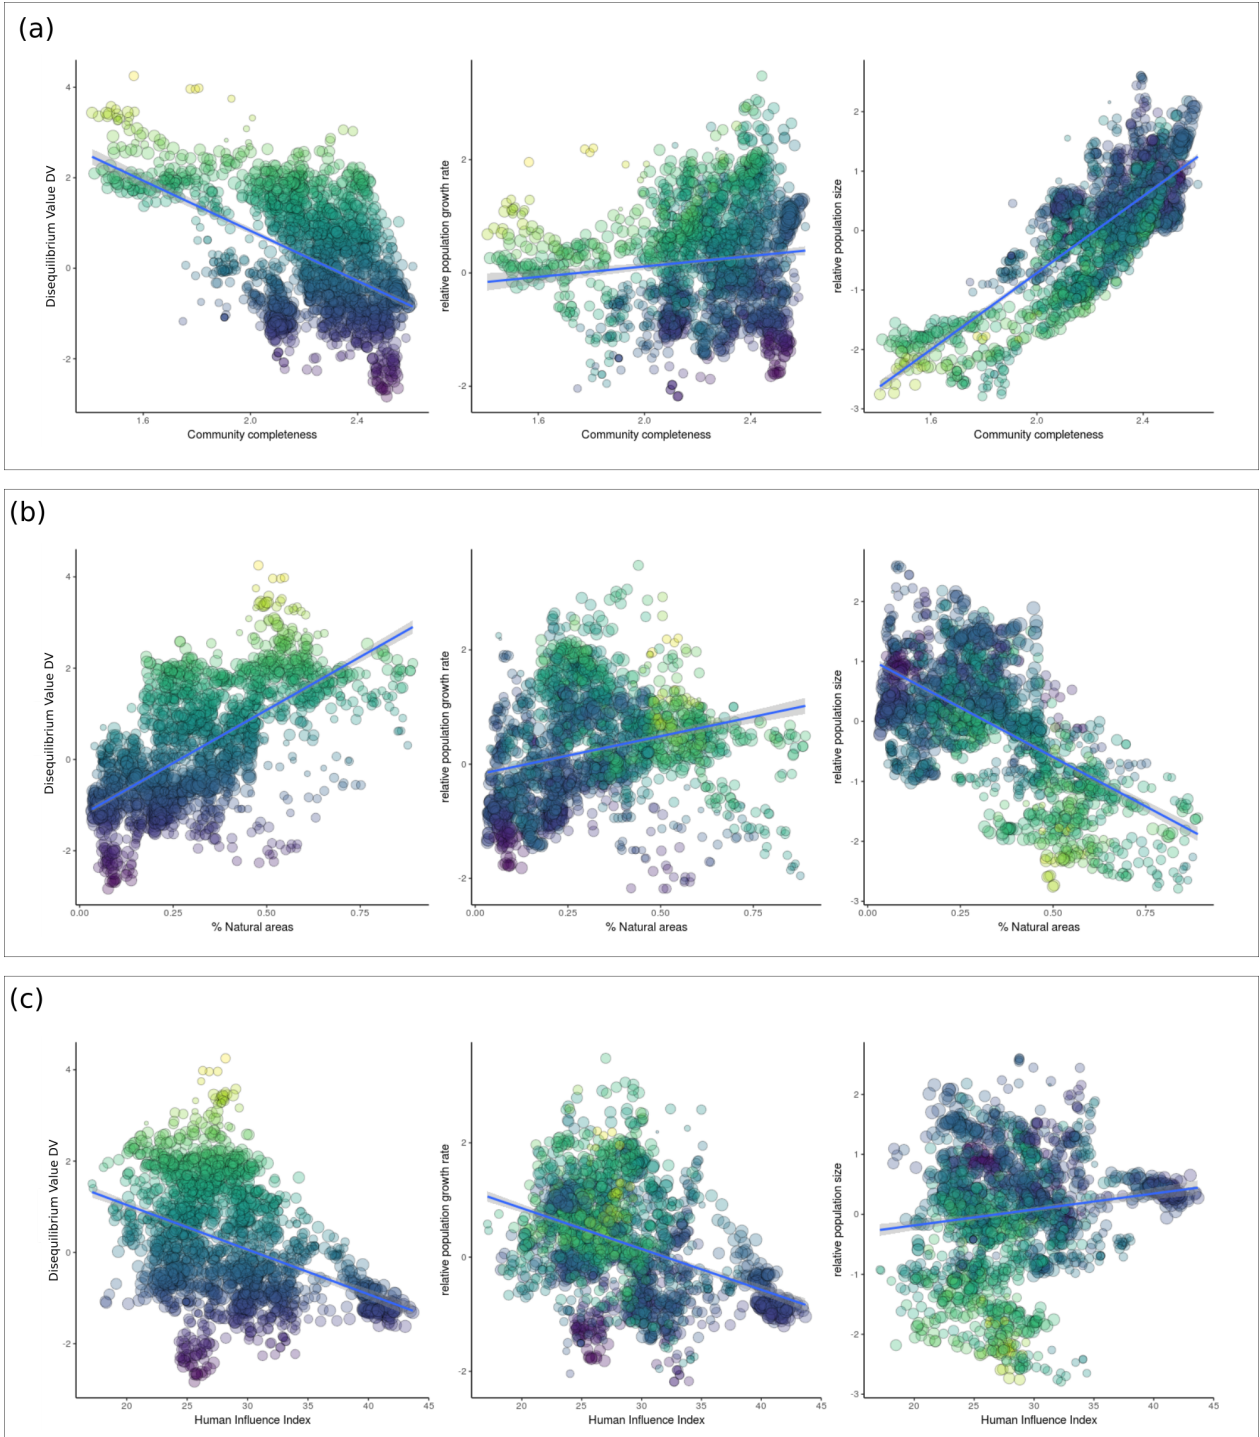 (a)
4
2
0
-2
Disequilibrium Value DV
1.6 2.0 2.4
Community completeness
2
0
-2
relative population growth rate
1.6 2.0 2.4
Community completeness
2
1
0
-1
-2
-3
relative population size
1.6 2.0 2.4
Community completeness
(b)
4
2
0
-2
Disequilibrium Value DV
0.00 0.25 0.50 0.75
% Natural areas
2
0
-2
relative population growth rate
0.00 0.25 0.50 0.75
% Natural areas
2
1
0
-1
-2
-3
relative population size
0.00 0.25 0.50 0.75
% Natural areas
(c)
4
2
0
-2
Disequilibrium Value DV
20 25 30 35 40 45
Human Influence Index
2
0
-2
relative population growth rate
20 25 30 35 40 45
Human Influence Index
2
1
0
-1
-2
-3
relative population size
20 25 30 35 40 45
Human Influence Index